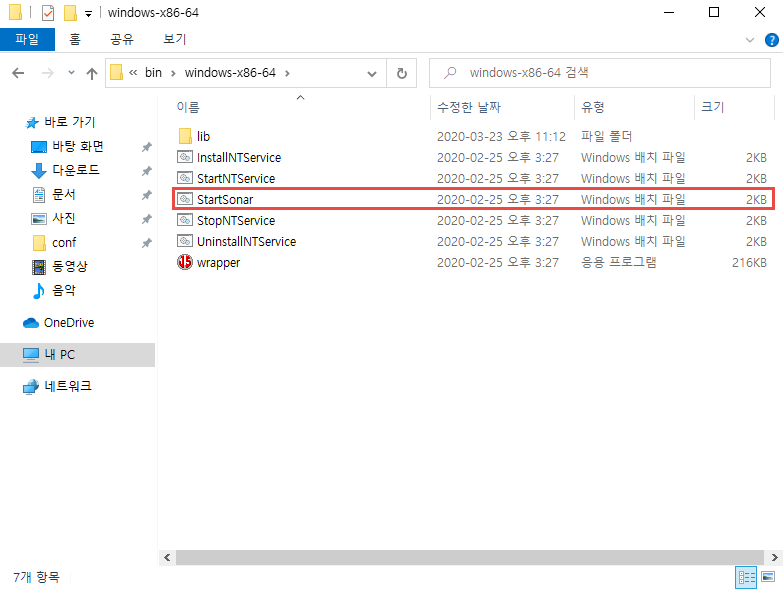 windows-x86-64
파일 홈 공유 보기
« bin › windows-x86-64 › windows-x86-64 검색
이름 수정한 날짜 유형 크기
바로 가기
바탕 화면
다운로드
문서
사진
conf
동영상
음악
OneDrive
내 PC
네트워크
lib 2020-03-23 오후 11:12 파일 폴더
InstallNTService 2020-02-25 오후 3:27 Windows 배치 파일 2KB
StartNTService 2020-02-25 오후 3:27 Windows 배치 파일 2KB
StartSonar 2020-02-25 오후 3:27 Windows 배치 파일 2KB
StopNTService 2020-02-25 오후 3:27 Windows 배치 파일 2KB
UninstallNTService 2020-02-25 오후 3:27 Windows 배치 파일 2KB
wrapper 2020-02-25 오후 3:27 응용 프로그램 216KB
7개 항목